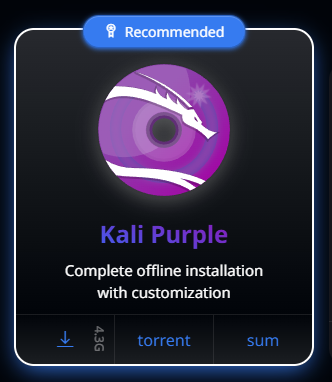 Recommended
Kali Purple
Complete offline installation
with customization
4.3G
torrent
sum